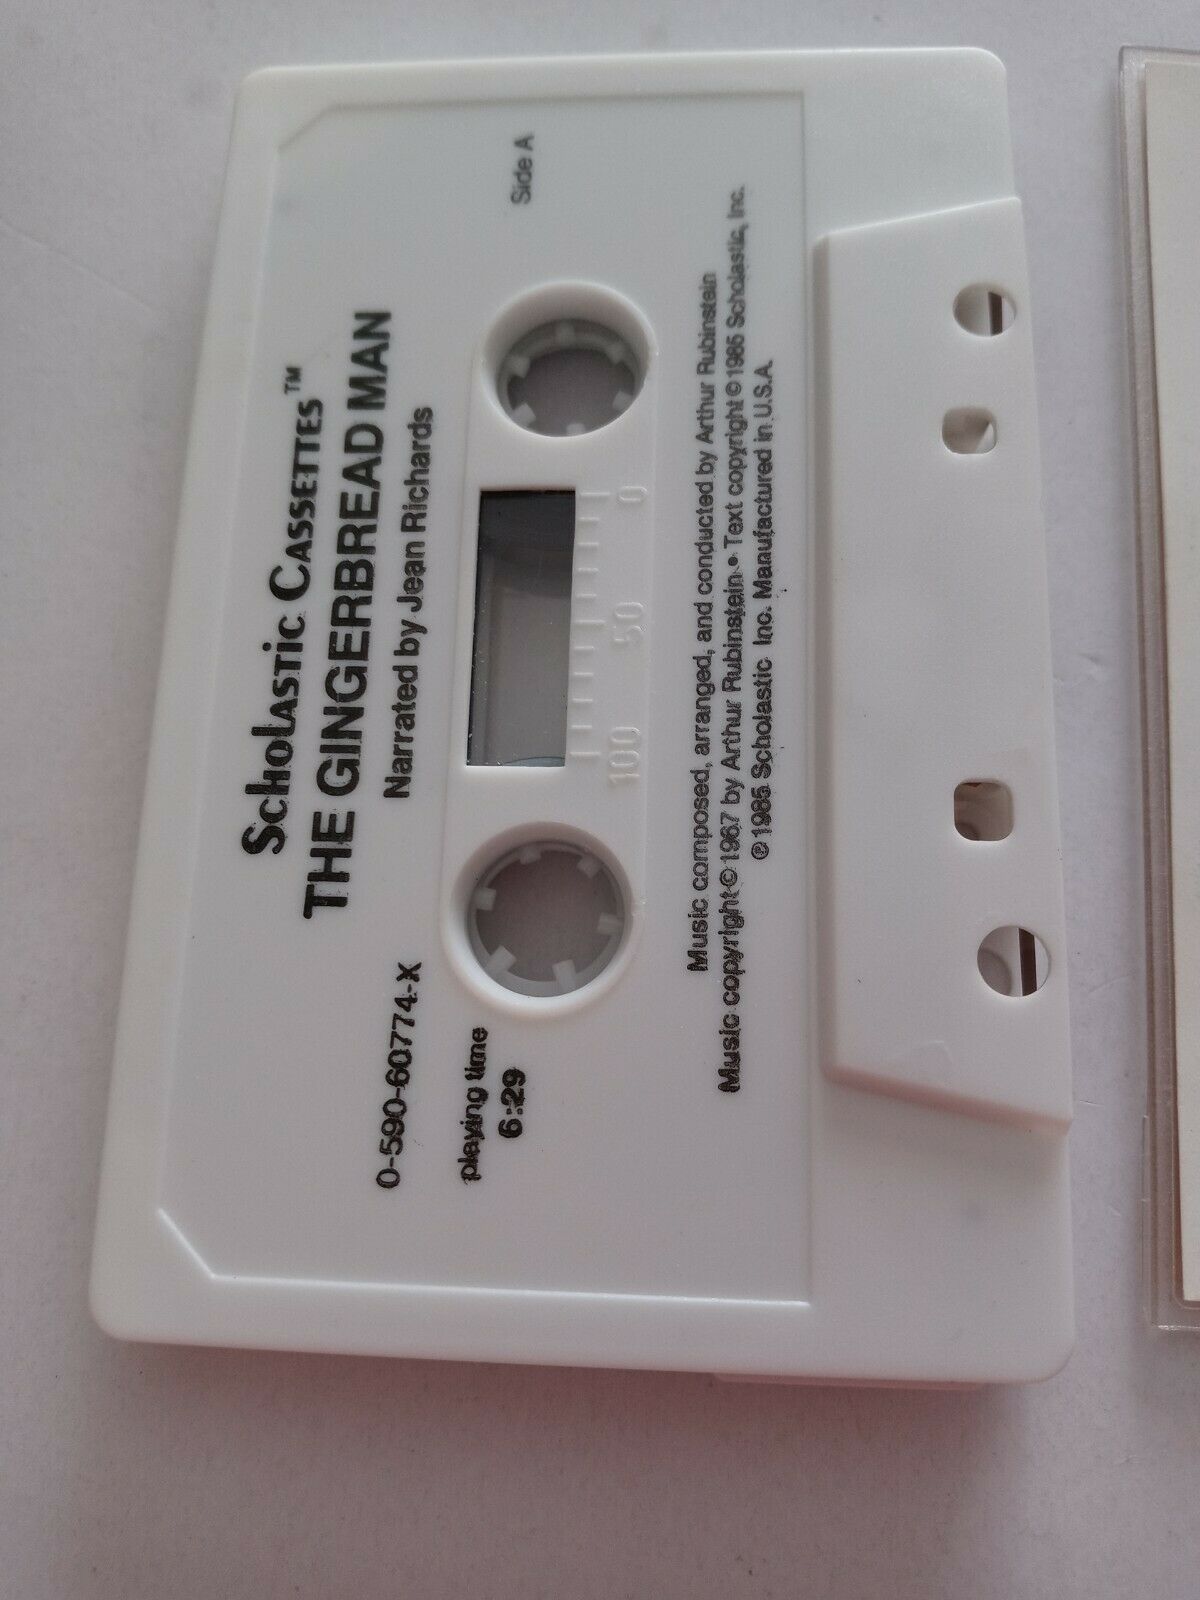 Scholastic Cassettes™
THE GINGERBREAD MAN
Narrated by Jean Richards
0-590-60774-X
Side A
playing time
6:29
100 50 0
Music composed, arranged, and conducted by Arthur Rubinstein
Music copyright © 1967 by Arthur Rubinstein • Text copyright © 1985 Scholastic, Inc.
℗ 1985 Scholastic Inc. Manufactured in U.S.A.